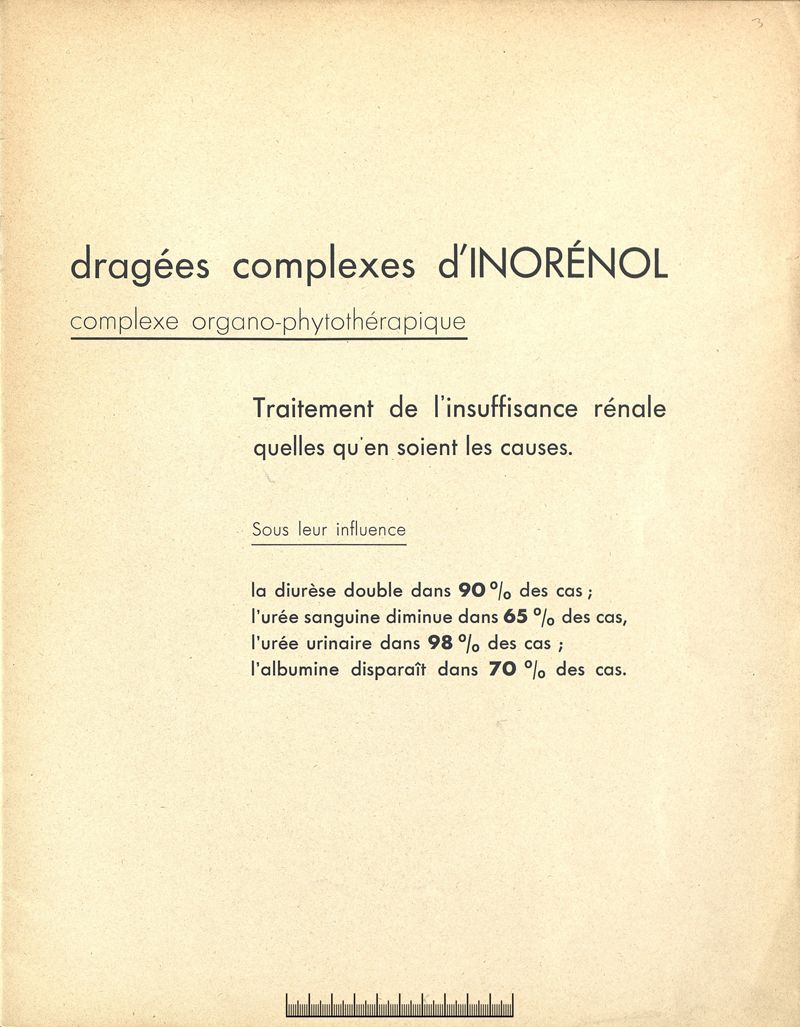 3
dragées complexes d'INORÉNOL
complexe organo-phytothérapique
Traitement de l'insuffisance rénale
quelles qu'en soient les causes.
Sous leur influence
la diurèse double dans 90 % des cas ;
l'urée sanguine diminue dans 65 % des cas,
l'urée urinaire dans 98 % des cas ;
l'albumine disparaît dans 70 % des cas.